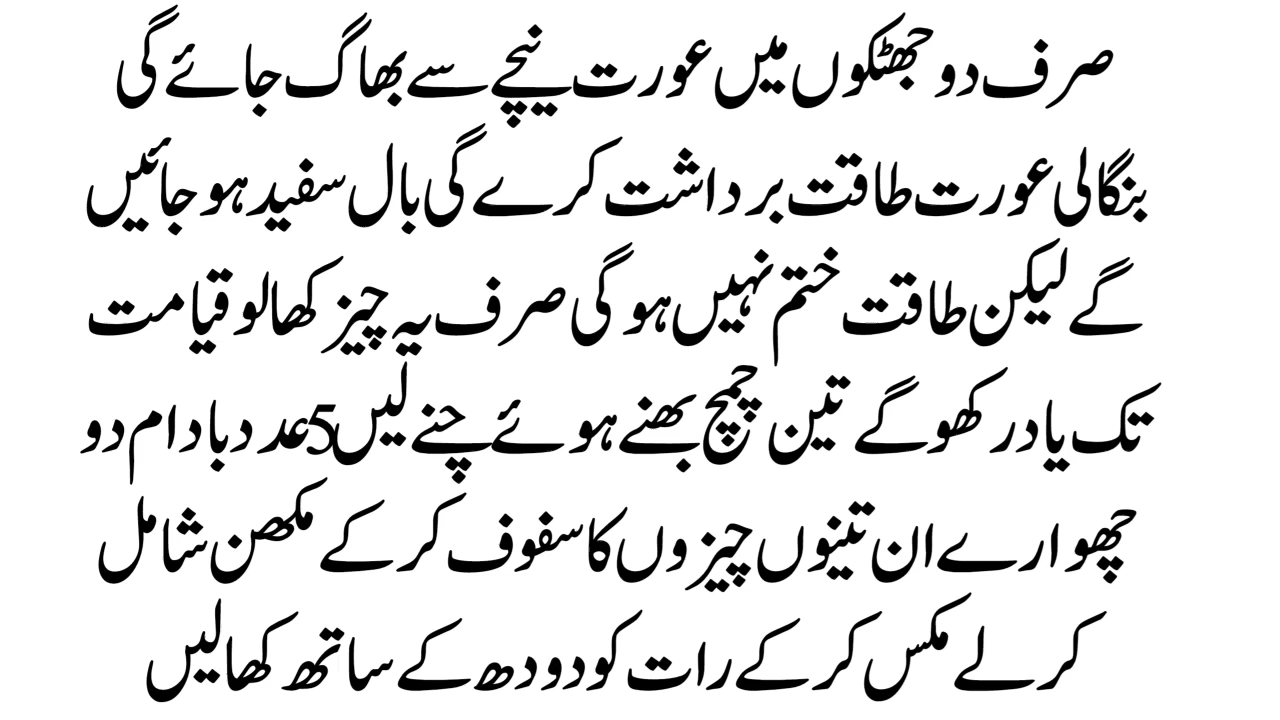 صرف دو جھٹکوں میں عورت نیچے سے بھاگ جائے گی
بنگالی عورت طاقت برداشت کرے گی بال سفید ہو جائیں
گے لیکن طاقت ختم نہیں ہو گی صرف یہ چیز کھالو قیامت
تک یاد رکھو گے تین چمچ بھنے ہوئے چنے لیں 5 عدد بادام دو
چھوارے ان تینوں چیزوں کا سفوف کر کے مکھن شامل
کر لے مکس کر کے رات کو دودھ کے ساتھ کھالیں